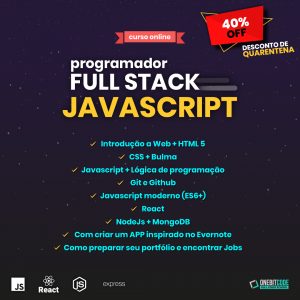 curso online
40%
OFF
DESCONTO DE
QUARENTENA
programador
FULL STACK
JAVASCRIPT
Introdução a Web + HTML 5
CSS + Bulma
Javascript + Lógica de programação
Git e Github
Javascript moderno (ES6+)
React
NodeJs + MongoDB
Com criar um APP inspirado no Evernote
Como preparar seu portfólio e encontrar Jobs
JS
React
JS
express
ONEBITCODE